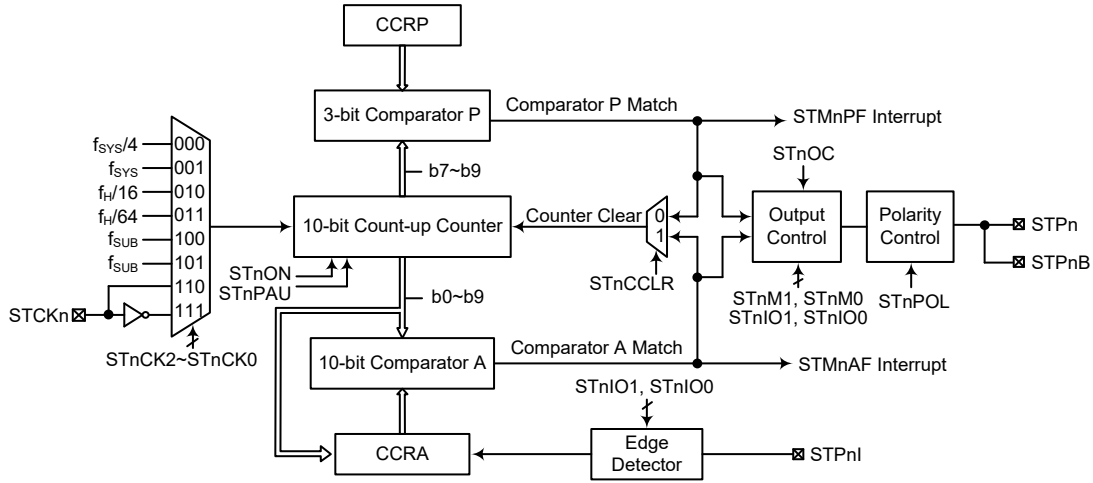 CCRP
3-bit Comparator P
Comparator P Match
STMnPF Interrupt
b7~b9
fSYS/4
000
fSYS
001
fH/16
010
fH/64
011
fSUB
100
fSUB
101
110
111
STCKn
STnCK2~STnCK0
10-bit Count-up Counter
STnON
STnPAU
Counter Clear
0
1
STnCCLR
STnOC
Output
Control
STnM1, STnM0
STnIO1, STnIO0
Polarity
Control
STnPOL
STPn
STPnB
b0~b9
10-bit Comparator A
Comparator A Match
STMnAF Interrupt
STnIO1, STnIO0
CCRA
Edge
Detector
STPnI